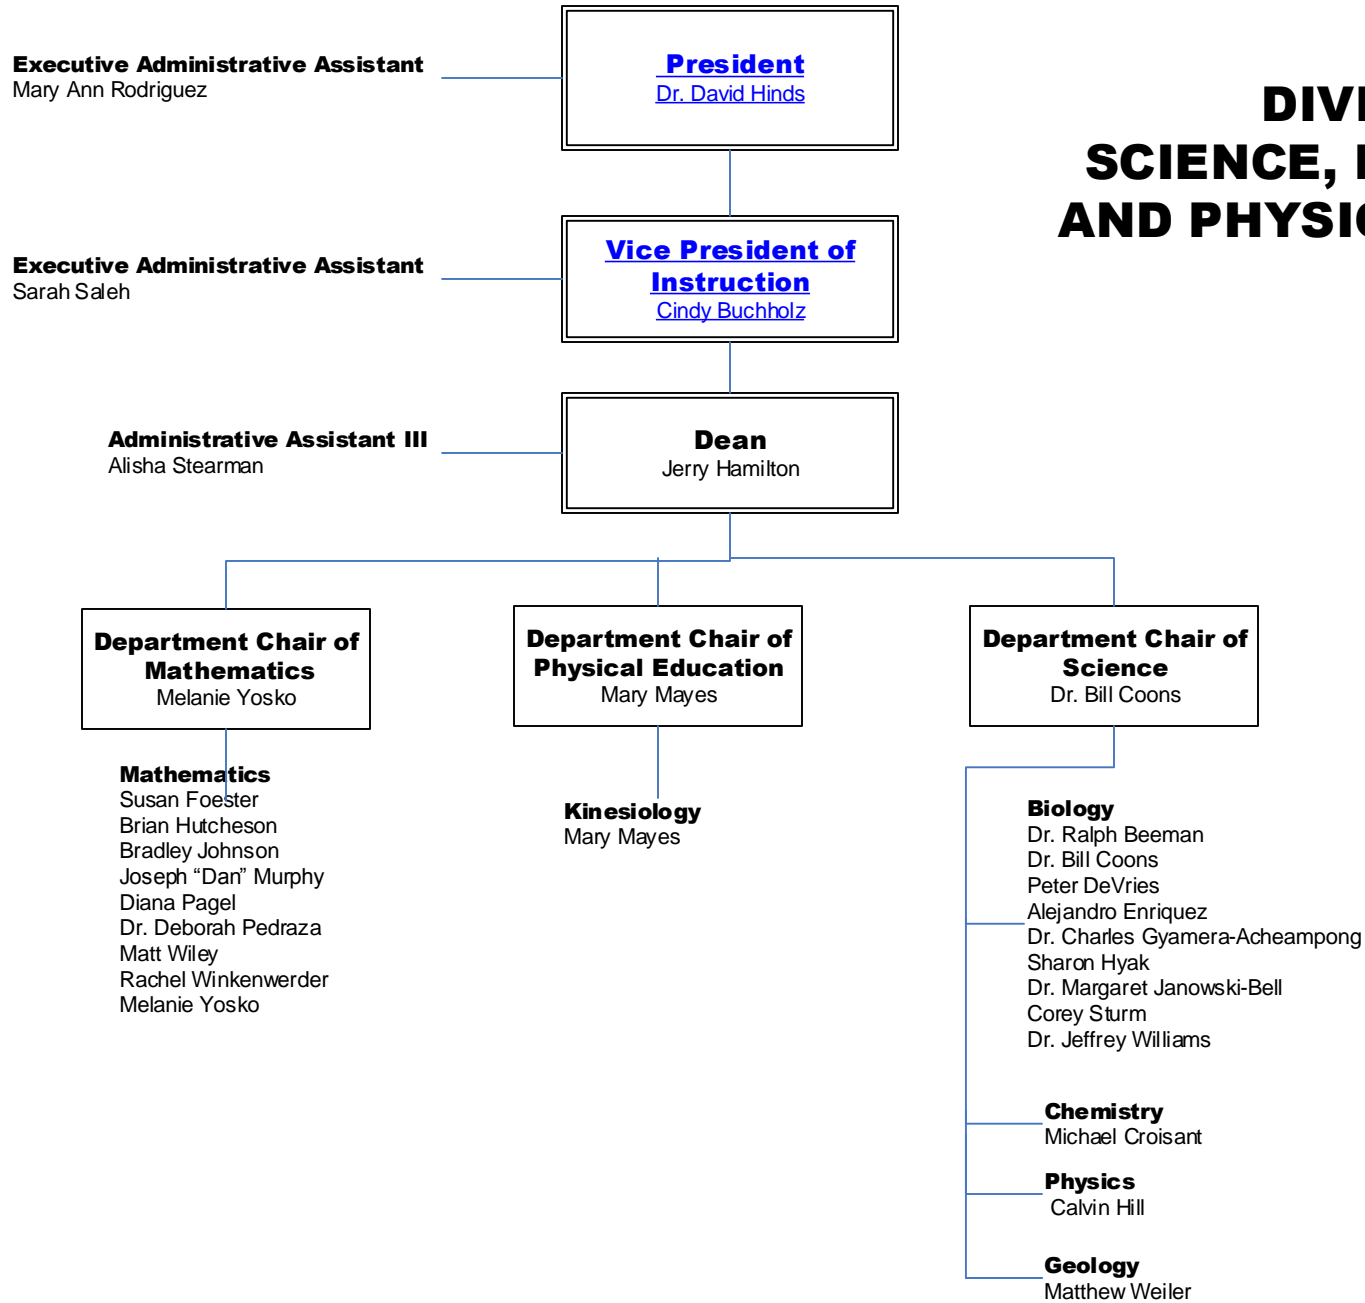 Executive Administrative Assistant
Mary Ann Rodriguez
President
Dr. David Hinds
DIVI
SCIENCE,
AND PHYSIC
Executive Administrative Assistant
Sarah Saleh
Vice President of
Instruction
Cindy Buchholz
Administrative Assistant III
Alisha Stearman
Dean
Jerry Hamilton
Department Chair of
Mathematics
Melanie Yosko
Department Chair of
Physical Education
Mary Mayes
Department Chair of
Science
Dr. Bill Coons
Mathematics
Susan Foester
Brian Hutcheson
Bradley Johnson
Joseph “Dan” Murphy
Diana Pagel
Dr. Deborah Pedraza
Matt Wiley
Rachel Winkenwerder
Melanie Yosko
Kinesiology
Mary Mayes
Biology
Dr. Ralph Beeman
Dr. Bill Coons
Peter DeVries
Alejandro Enriquez
Dr. Charles Gyamera-Acheampong
Sharon Hyak
Dr. Margaret Janowski-Bell
Corey Sturm
Dr. Jeffrey Williams
Chemistry
Michael Croisant
Physics
Calvin Hill
Geology
Matthew Weiler